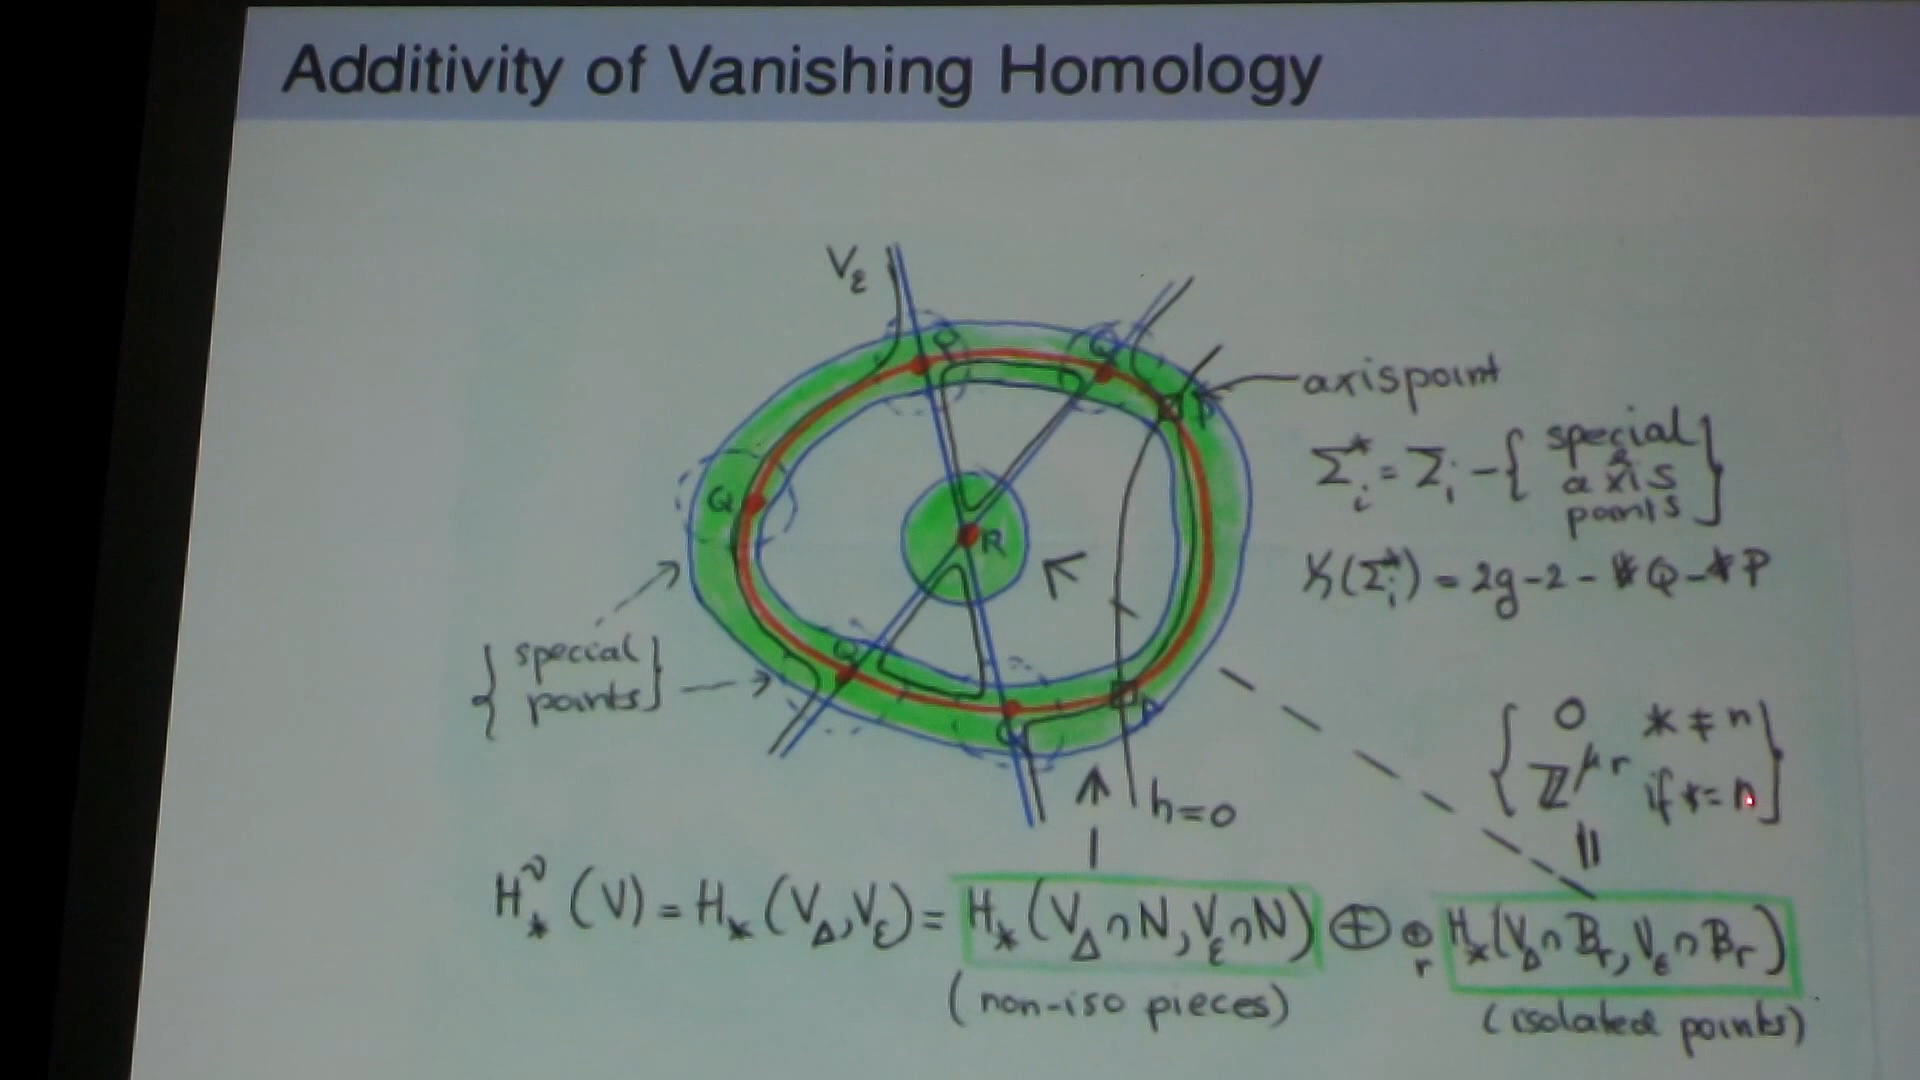 Additivity of Vanishing Homology
V_ε
P
Q
P
axispoint
Σ*_i = Σ_i - { special & axis points }
Q
R
χ(Σ*_i) = 2g-2- #Q - #P
{ special points }
Q
Q
{ 0 * ≠ n
ℤ^μr if * = n }
h=0
||
H^ν_* (V) = H_* (V_Δ, V_ε) = H_* (V_Δ ∩ N, V_ε ∩ N) ⊕ ⊕_r H_* (V_Δ ∩ B_r, V_ε ∩ B_r)
(non-iso pieces)
(isolated points)